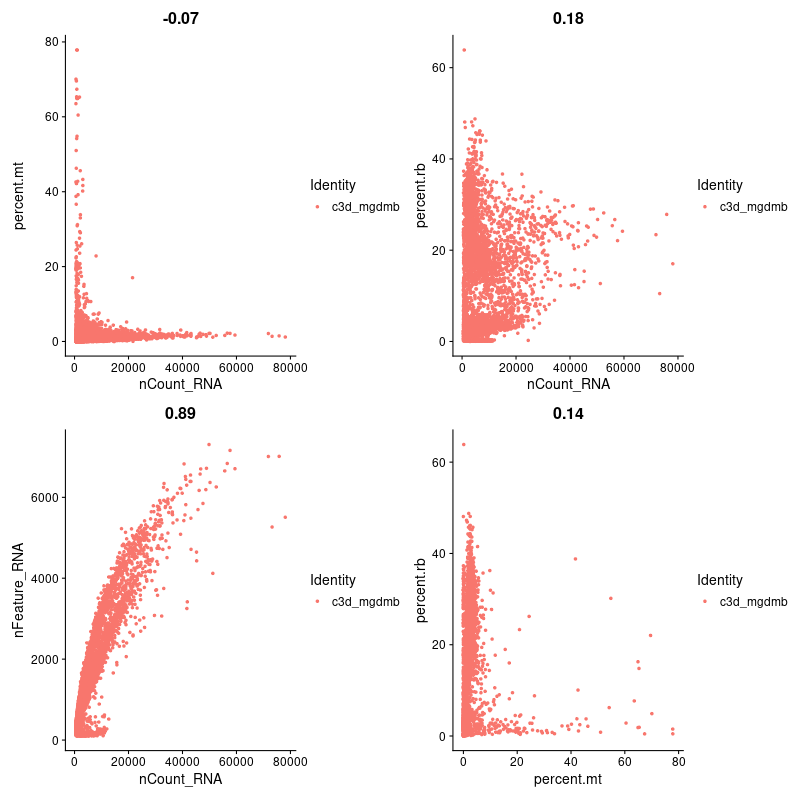 -0.07
percent.mt
80
60
40
20
0
0 20000 40000 60000 80000
nCount_RNA
Identity
c3d_mgdmb
0.18
percent.rb
60
40
20
0
0 20000 40000 60000 80000
nCount_RNA
Identity
c3d_mgdmb
0.89
nFeature_RNA
6000
4000
2000
0
0 20000 40000 60000 80000
nCount_RNA
Identity
c3d_mgdmb
0.14
percent.rb
60
40
20
0
0 20 40 60 80
percent.mt
Identity
c3d_mgdmb